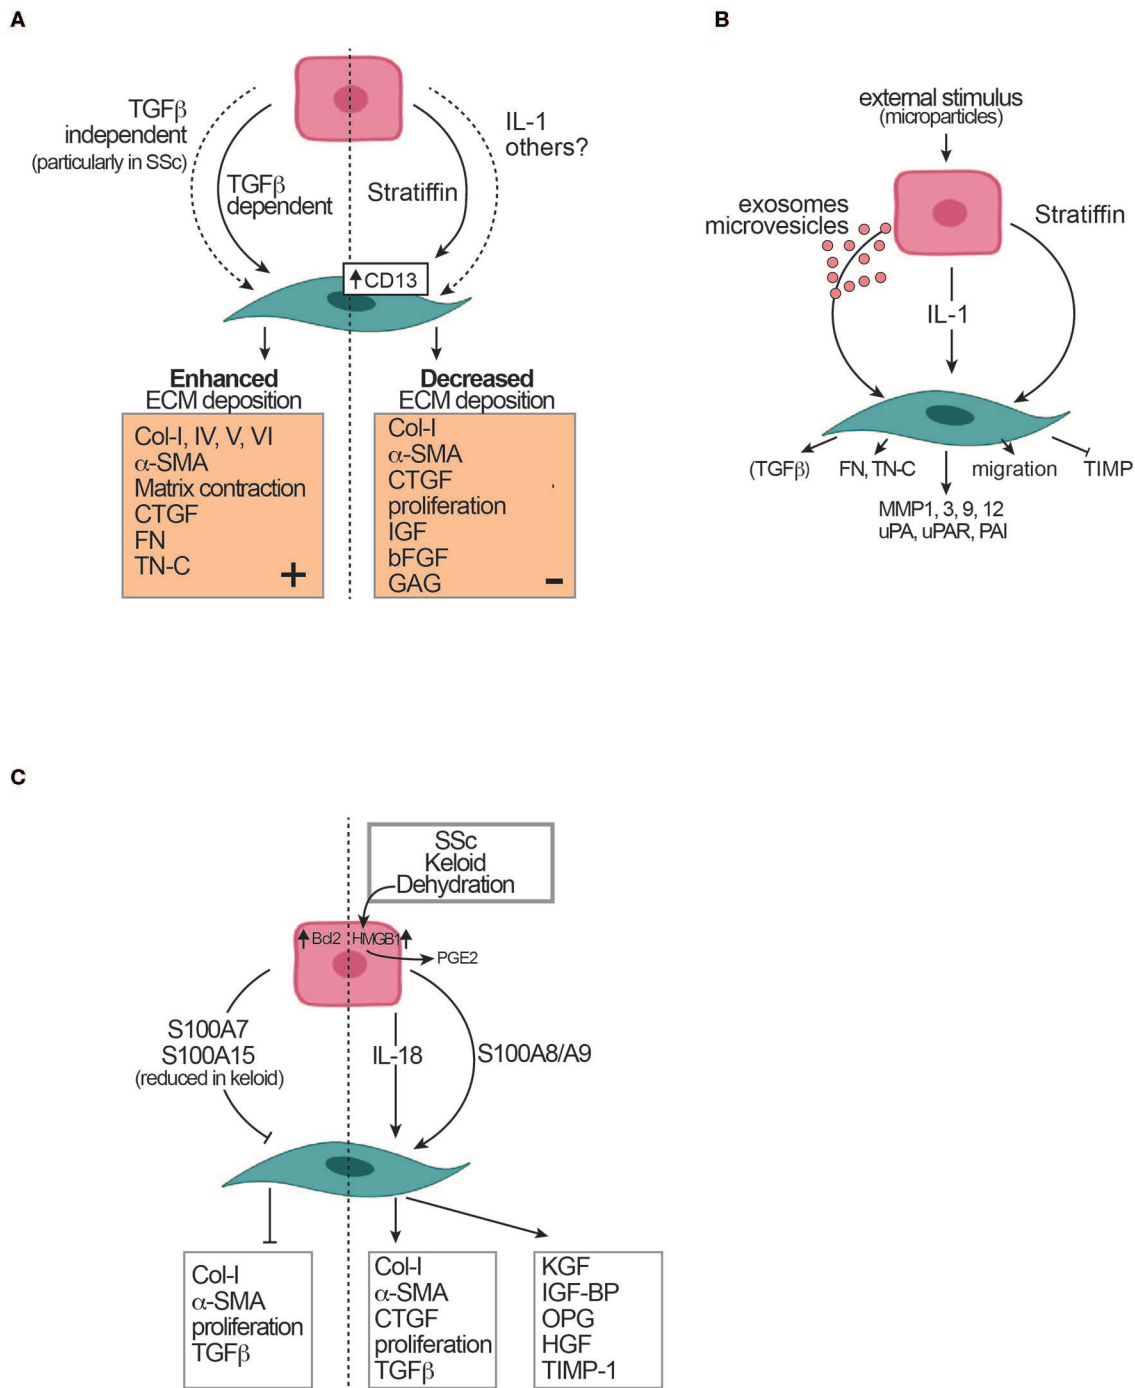 A
TGFβ
independent
(particularly in SSc)
TGFβ
dependent
Stratiffin
IL-1
others?
CD13
Enhanced
ECM deposition
Col-I, IV, V, VI
α-SMA
Matrix contraction
CTGF
FN
TN-C
+
Decreased
ECM deposition
Col-I
α-SMA
CTGF
proliferation
IGF
bFGF
GAG
-
B
external stimulus
(microparticles)
exosomes
microvesicles
Stratiffin
IL-1
(TGFβ)
FN, TN-C
migration
TIMP
MMP1, 3, 9, 12
uPA, uPAR, PAI
C
SSc
Keloid
Dehydration
Bcl2
HMGB1
PGE2
S100A7
S100A15
(reduced in keloid)
IL-18
S100A8/A9
Col-I
α-SMA
proliferation
TGFβ
Col-I
α-SMA
CTGF
proliferation
TGFβ
KGF
IGF-BP
OPG
HGF
TIMP-1